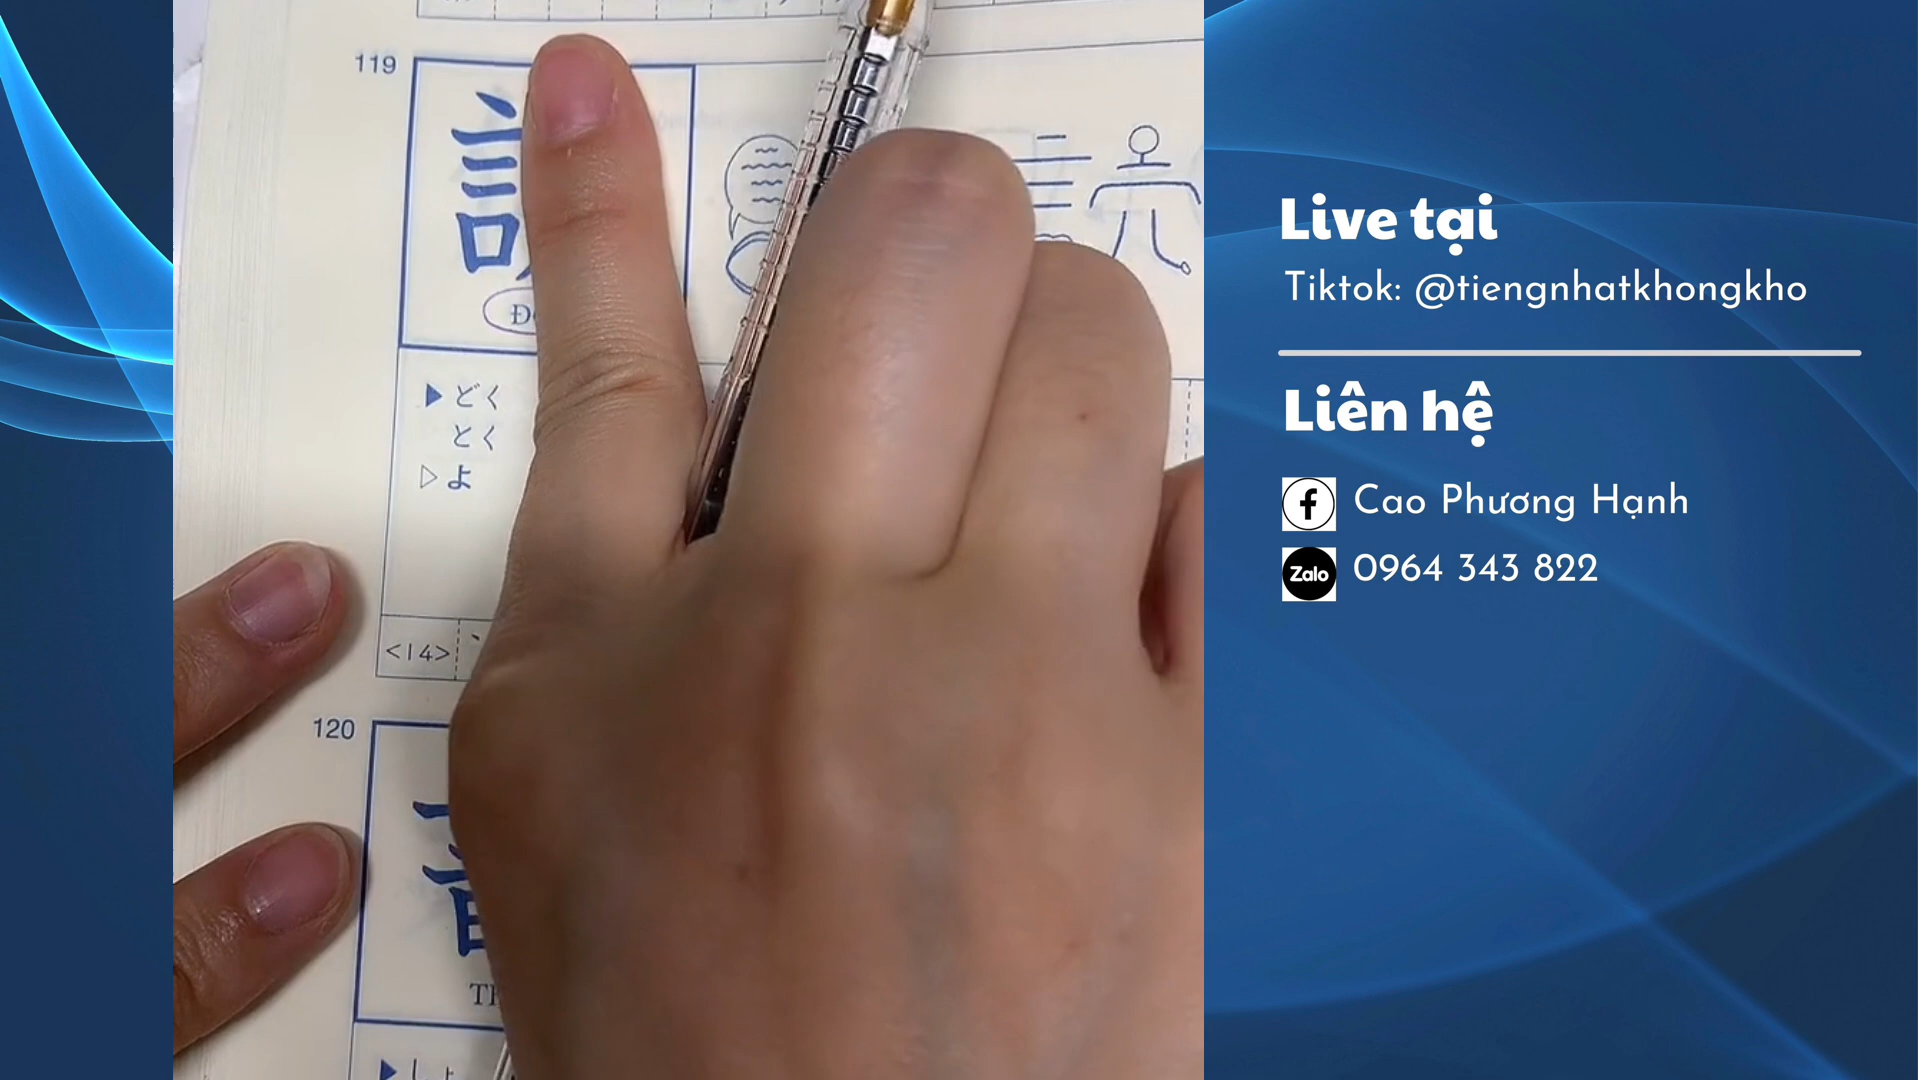 119
▶どく
とく
▷よ
<14>
120
Live tại
Tiktok: @tiengnhatkhongkho
Liên hệ
Cao Phương Hạnh
Zalo
0964 343 822